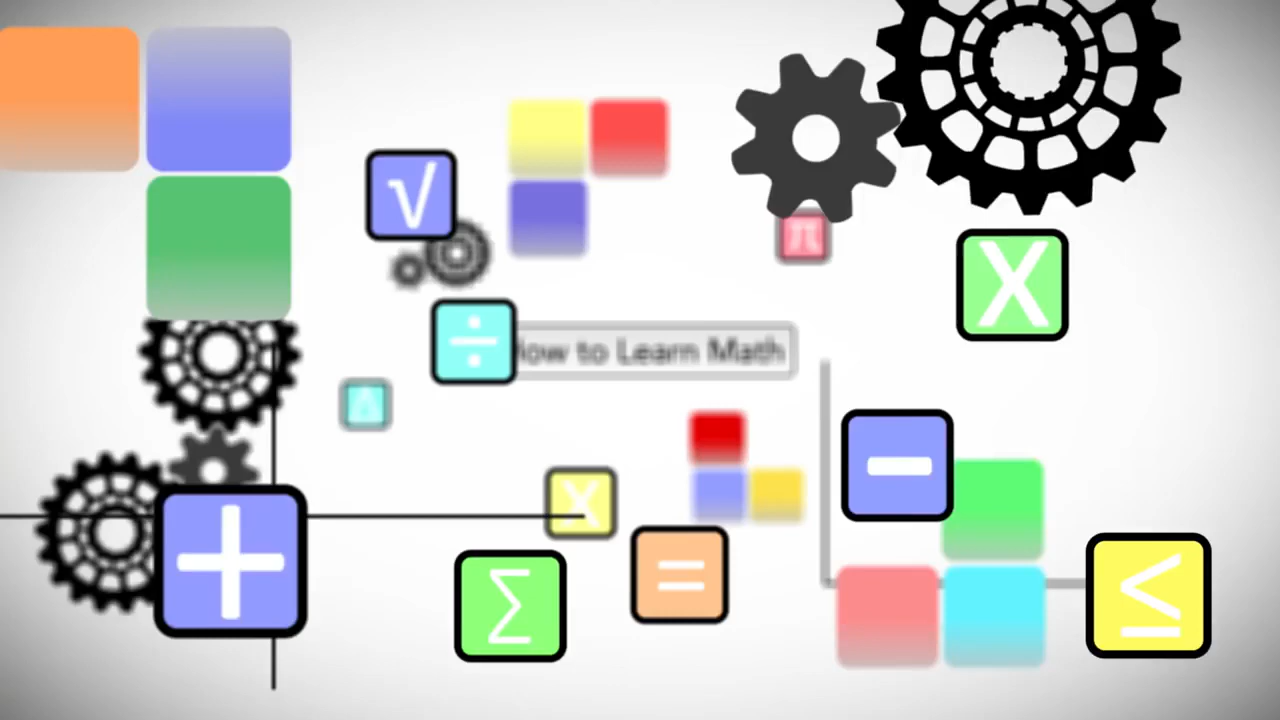 √
π
X
÷
How to Learn Math
X
−
+
∑
=
≤